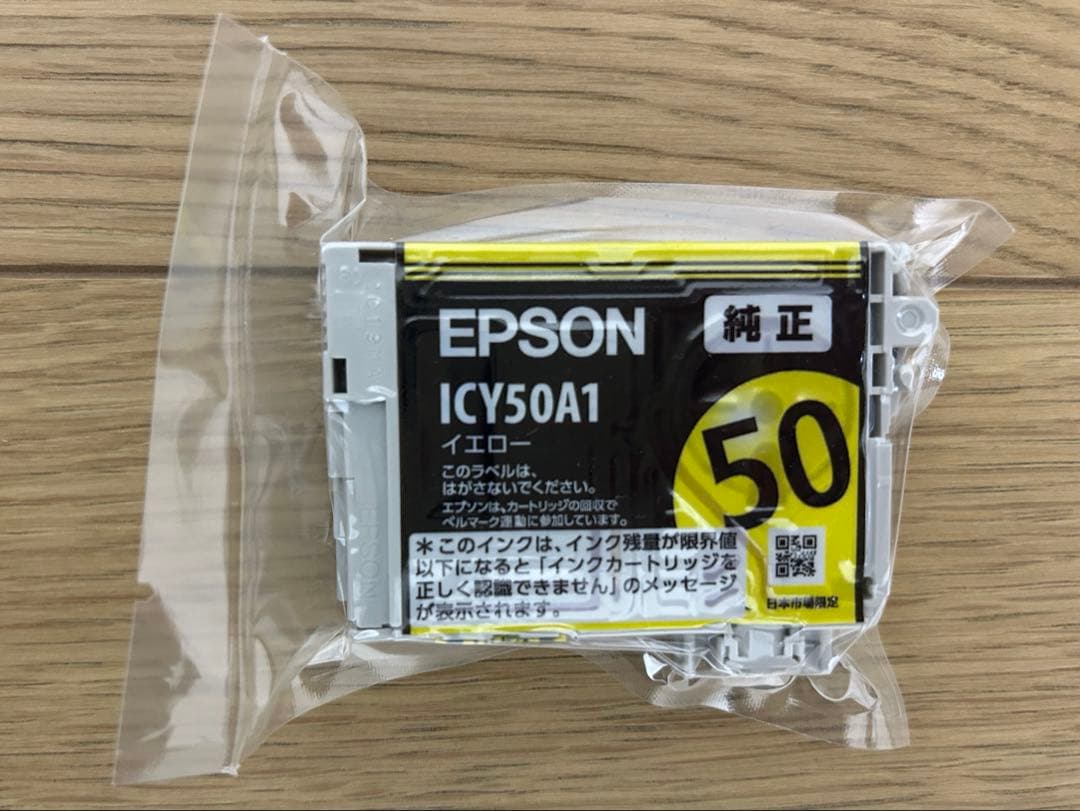 EPSON
純正
ICY50A1
イエロー
50
このラベルは、
はがさないでください。
エプソンは、カートリッジの回収で
ベルマーク運動に参加しています。
＊このインクは、インク残量が限界値
以下になると「インクカートリッジを
正しく認識できません」のメッセージ
が表示されます。
日本市場限定
EPSON